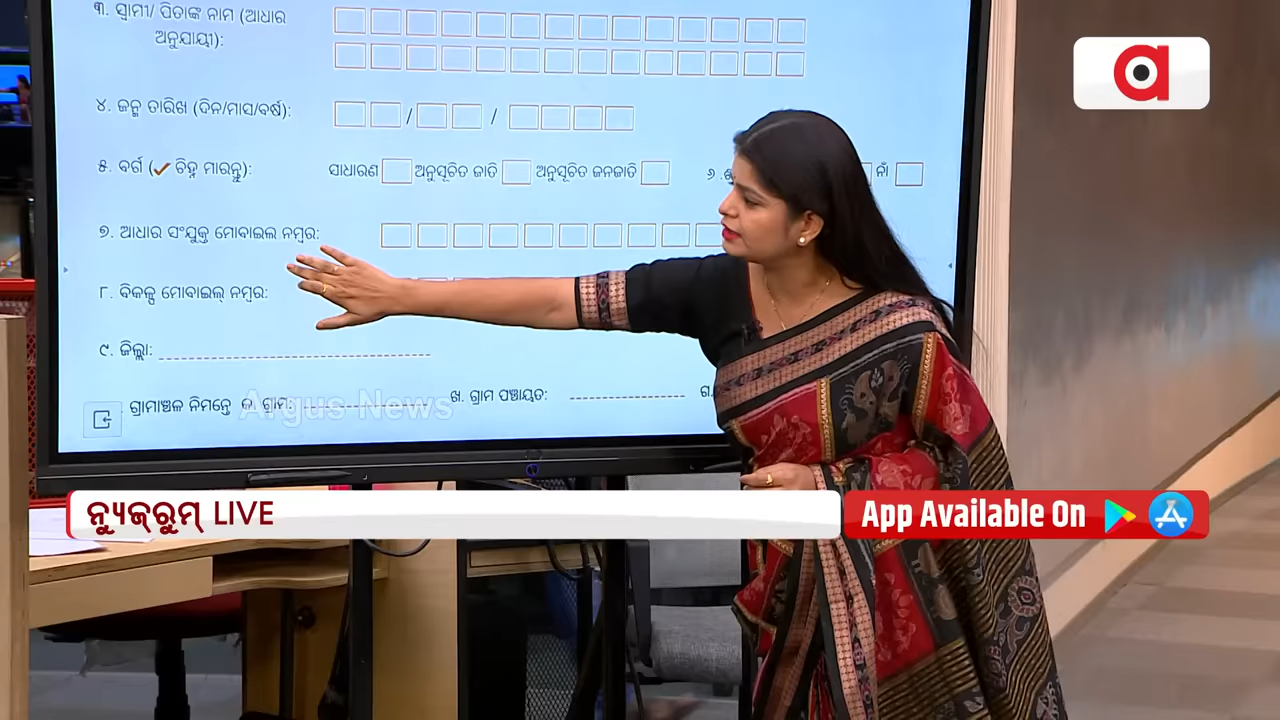 ୩. ସ୍ୱାମୀ/ ପିତାଙ୍କ ନାମ (ଆଧାର
ଅନୁଯାୟୀ):
୪. ଜନ୍ମ ତାରିଖ (ଦିନ/ମାସ/ବର୍ଷ): / /
୫. ବର୍ଗ (✓ ଚିହ୍ନ ମାରନ୍ତୁ): ସାଧାରଣ ଅନୁସୂଚିତ ଜାତି ଅନୁସୂଚିତ ଜନଜାତି ୬ . ନାଁ
୭. ଆଧାର ସଂଯୁକ୍ତ ମୋବାଇଲ ନମ୍ବର:
୮. ବିକଳ୍ପ ମୋବାଇଲ୍ ନମ୍ବର:
୯. ଜିଲ୍ଲା:
ଗ୍ରାମାଞ୍ଚଳ ନିମନ୍ତେ କ. ଗ୍ରାମ: ଖ. ଗ୍ରାମ ପଞ୍ଚାୟତ: ଗ.
Argus News
ନ୍ୟୁଜ୍‌ରୁମ୍ LIVE
App Available On